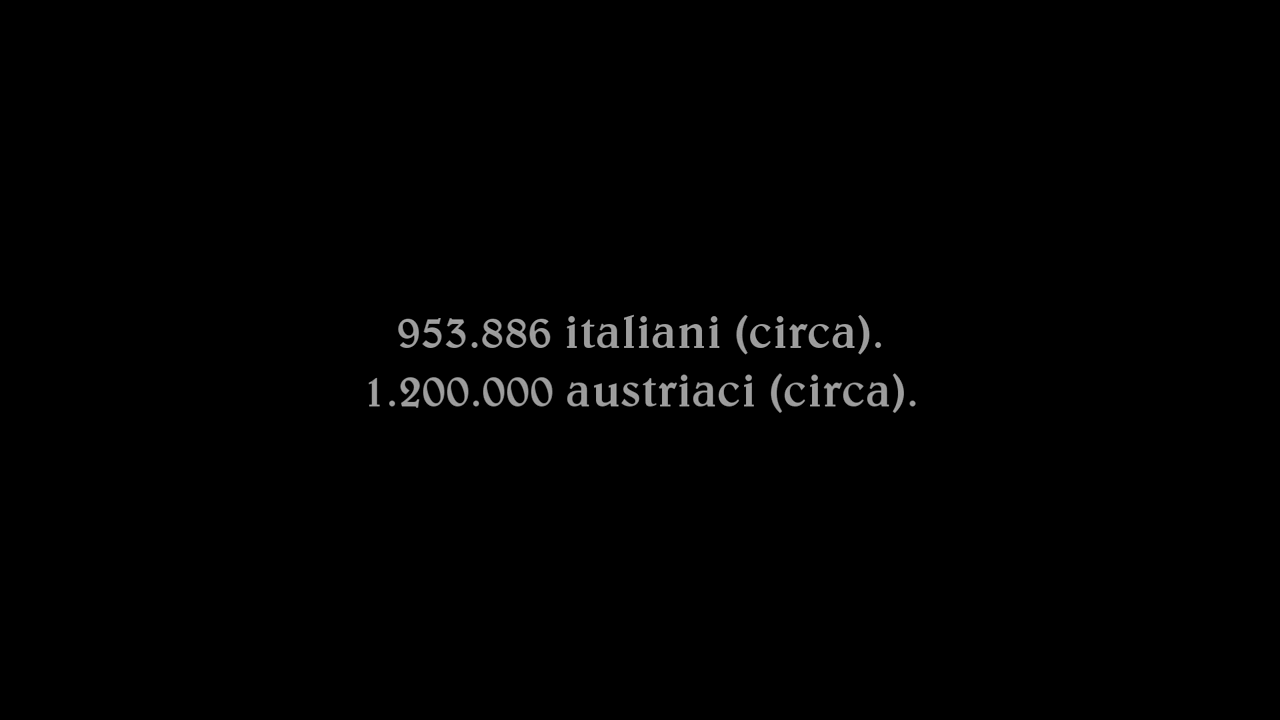 953.886 italiani (circa).
1.200.000 austriaci (circa).